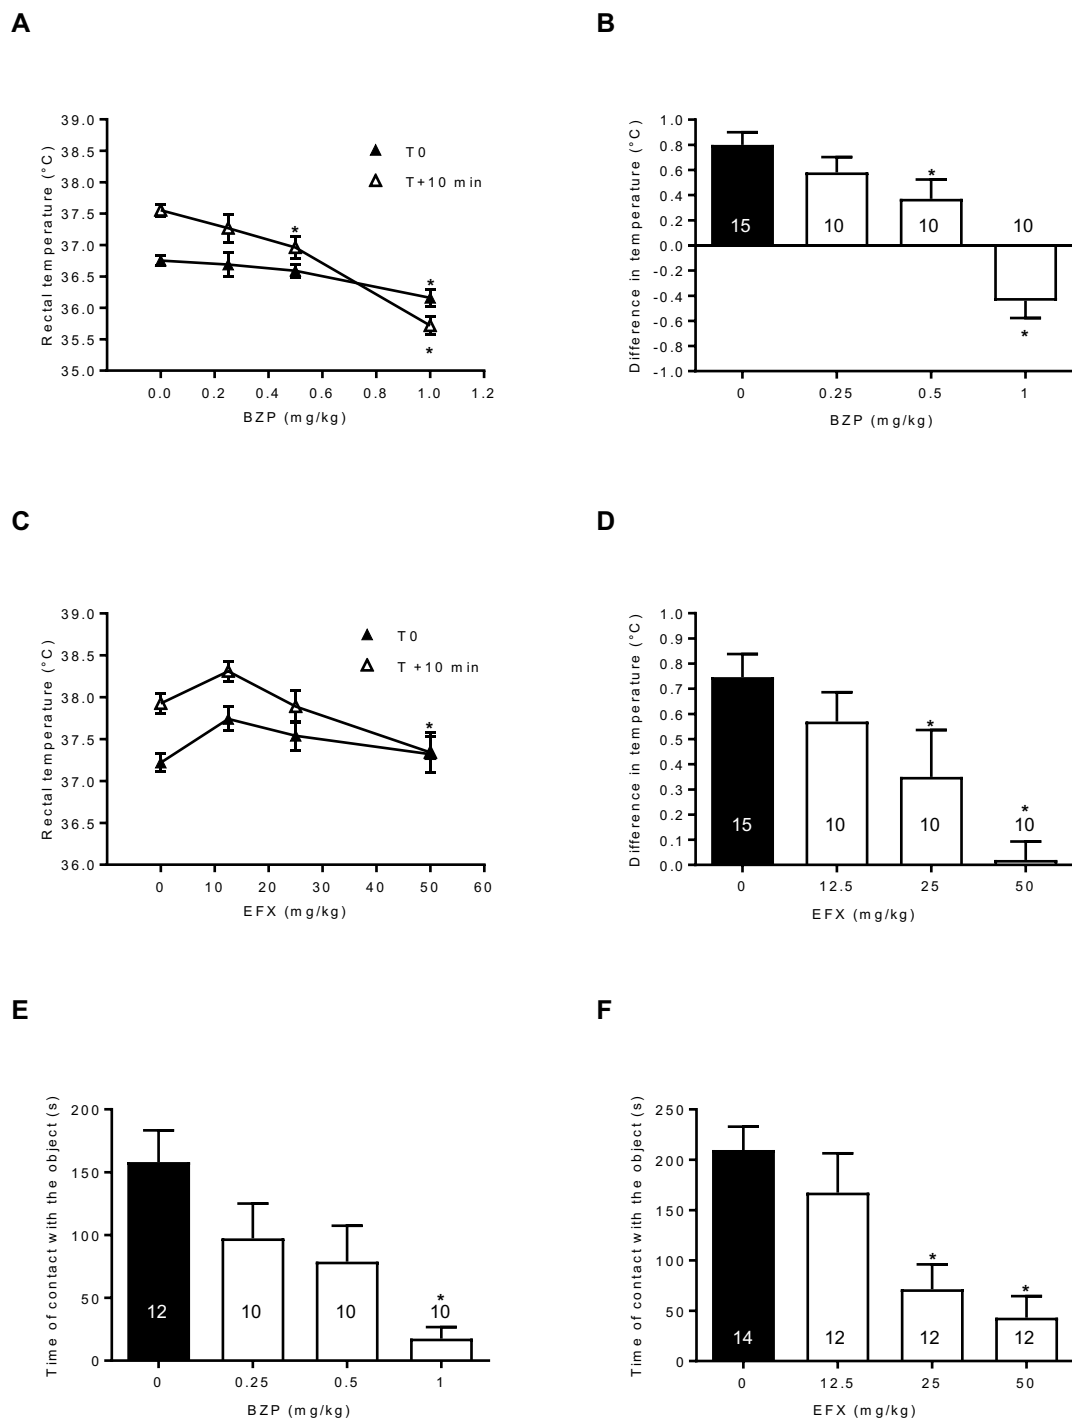 A
B
Rectal temperature (°C)
39.0
38.5
38.0
37.5
37.0
36.5
36.0
35.5
35.0
T0
T+10 min
*
*
*
0.0 0.2 0.4 0.6 0.8 1.0 1.2
BZP (mg/kg)
Difference in temperature (°C)
1.0
0.8
0.6
0.4
0.2
0.0
-0.2
-0.4
-0.6
-0.8
-1.0
*
15 10 10 10
*
0 0.25 0.5 1
BZP (mg/kg)
C
D
Rectal temperature (°C)
39.0
38.5
38.0
37.5
37.0
36.5
36.0
T0
T +10 min
*
0 10 20 30 40 50 60
EFX (mg/kg)
Difference in temperature (°C)
1.0
0.9
0.8
0.7
0.6
0.5
0.4
0.3
0.2
0.1
0.0
*
*
15 10 10 10
0 12.5 25 50
EFX (mg/kg)
E
F
Time of contact with the object (s)
200
150
100
50
0
*
12 10 10 10
0 0.25 0.5 1
BZP (mg/kg)
Time of contact with the object (s)
250
200
150
100
50
0
*
*
14 12 12 12
0 12.5 25 50
EFX (mg/kg)